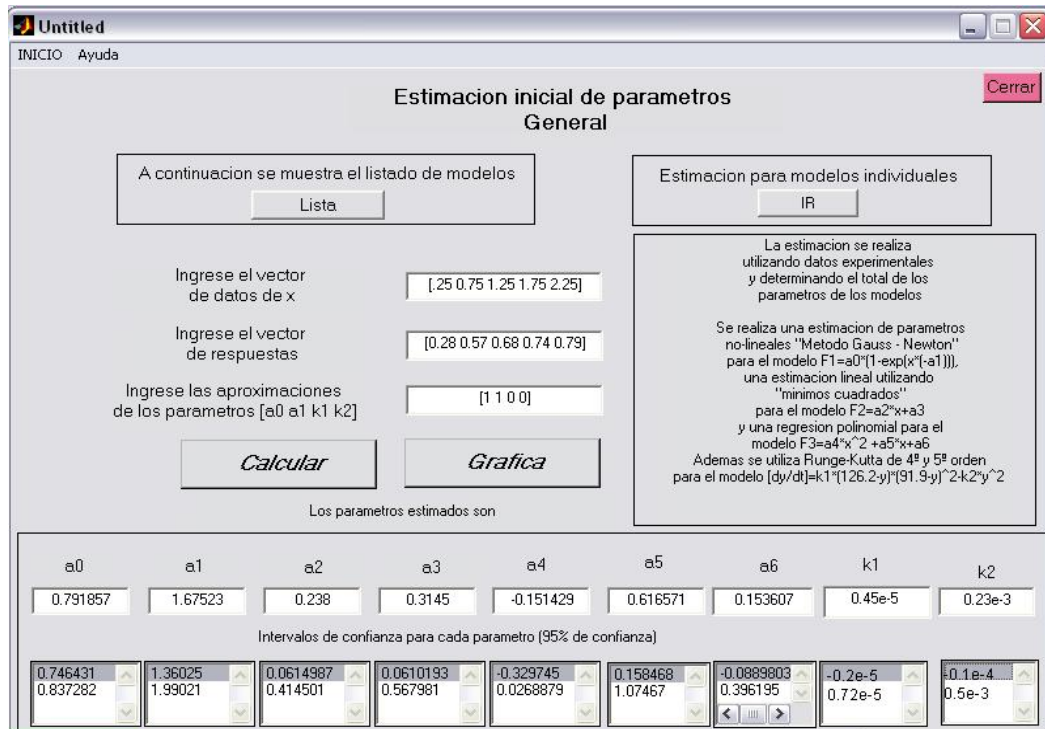 Untitled
INICIO Ayuda
Cerrar
Estimacion inicial de parametros
General
A continuacion se muestra el listado de modelos
Lista
Estimacion para modelos individuales
IR
Ingrese el vector
de datos de x
[.25 0.75 1.25 1.75 2.25]
Ingrese el vector
de respuestas
[0.28 0.57 0.68 0.74 0.79]
Ingrese las aproximaciones
de los parametros [a0 a1 k1 k2]
[1 1 0 0]
Calcular
Grafica
La estimacion se realiza
utilizando datos experimentales
y determinando el total de los
parametros de los modelos
Se realiza una estimacion de parametros
no-lineales "Metodo Gauss - Newton"
para el modelo F1=a0*(1-exp(x*(-a1))),
una estimacion lineal utilizando
"minimos cuadrados"
para el modelo F2=a2*x+a3
y una regresion polinomial para el
modelo F3=a4*x^2 +a5*x+a6
Ademas se utiliza Runge-Kutta de 4ª y 5ª orden
para el modelo [dy/dt]=k1*(126.2-y)*(91.9-y)^2-k2*y^2
Los parametros estimados son
a0 a1 a2 a3 a4 a5 a6 k1 k2
0.791857 1.67523 0.238 0.3145 -0.151429 0.616571 0.153607 0.45e-5 0.23e-3
Intervalos de confianza para cada parametro (95% de confianza)
0.746431 1.36025 0.0614987 0.0610193 -0.329745 0.158468 -0.0889803 -0.2e-5 -0.1e-4
0.837282 1.99021 0.414501 0.567981 0.0268879 1.07467 0.396195 0.72e-5 0.5e-3